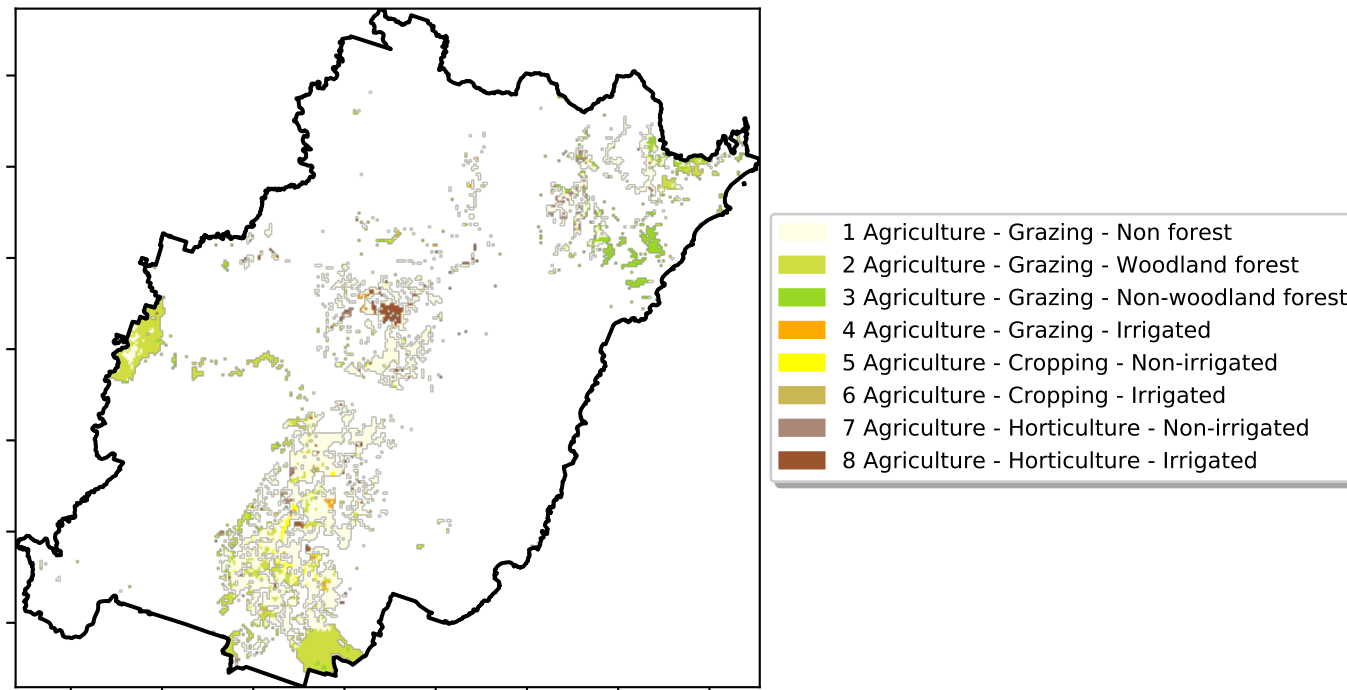 1 Agriculture - Grazing - Non forest
2 Agriculture - Grazing - Woodland forest
3 Agriculture - Grazing - Non-woodland forest
4 Agriculture - Grazing - Irrigated
5 Agriculture - Cropping - Non-irrigated
6 Agriculture - Cropping - Irrigated
7 Agriculture - Horticulture - Non-irrigated
8 Agriculture - Horticulture - Irrigated